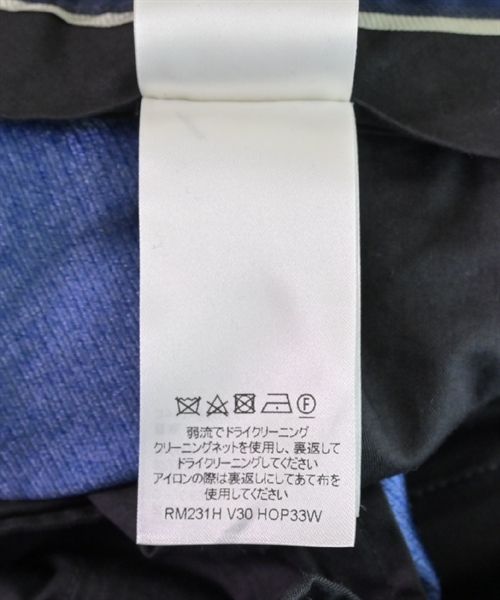 F
弱流でドライクリーニング
クリーニングネットを使用し、裏返して
ドライクリーニングしてください
アイロンの際は裏返しにしてあて布を
使用してください
RM231H V30 HOP33W